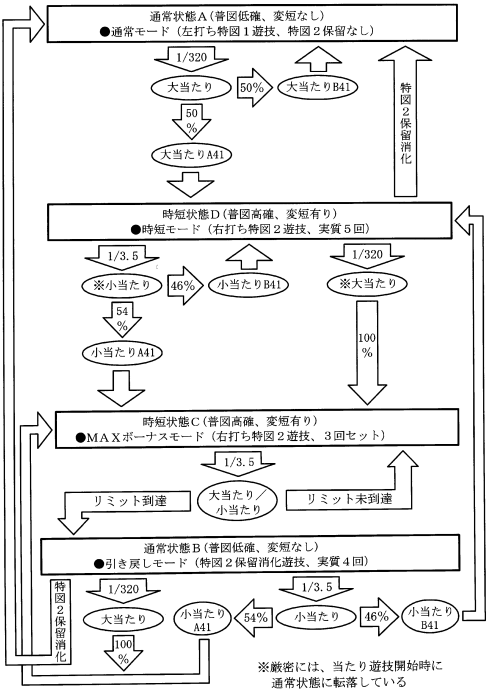 通常状態A（普図低確、変短なし）
●通常モード（左打ち特図１遊技、特図２保留なし）
1/320
大当たり
50%
大当たりB41
特図２保留消化
50
%
大当たりA41
時短状態D（普図高確、変短有り）
●時短モード（右打ち特図２遊技、実質５回）
1/3.5
1/320
※小当たり
46%
小当たりB41
※大当たり
54
%
小当たりA41
100
%
時短状態C（普図高確、変短有り）
●MAXボーナスモード（右打ち特図２遊技、３回セット）
1/3.5
リミット到達
大当たり／
小当たり
リミット未到達
通常状態B（普図低確、変短なし）
●引き戻しモード（特図２保留消化遊技、実質４回）
特図２保留消化
1/320
1/3.5
大当たり
小当たり
A41
54%
小当たり
46%
小当たり
B41
100
%
※厳密には、当たり遊技開始時に
通常状態に転落している